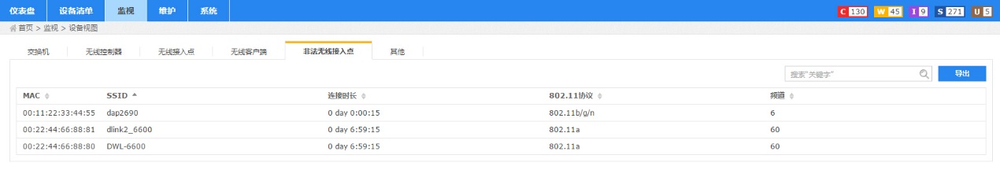 仪表盘 设备清单 监视 维护 系统 C 130 W 45 I 9 S 271 U 5
首页 > 监视 > 设备视图
交换机 无线控制器 无线接入点 无线客户端 非法无线接入点 其他
搜索"关键字" 导出
MAC SSID 连接时长 802.11协议 频道
00:11:22:33:44:55 dap2690 0 day 0:00:15 802.11b/g/n 6
00:22:44:66:88:81 dlink2_6600 0 day 6:59:15 802.11a 60
00:22:44:66:88:80 DWL-6600 0 day 6:59:15 802.11a 60